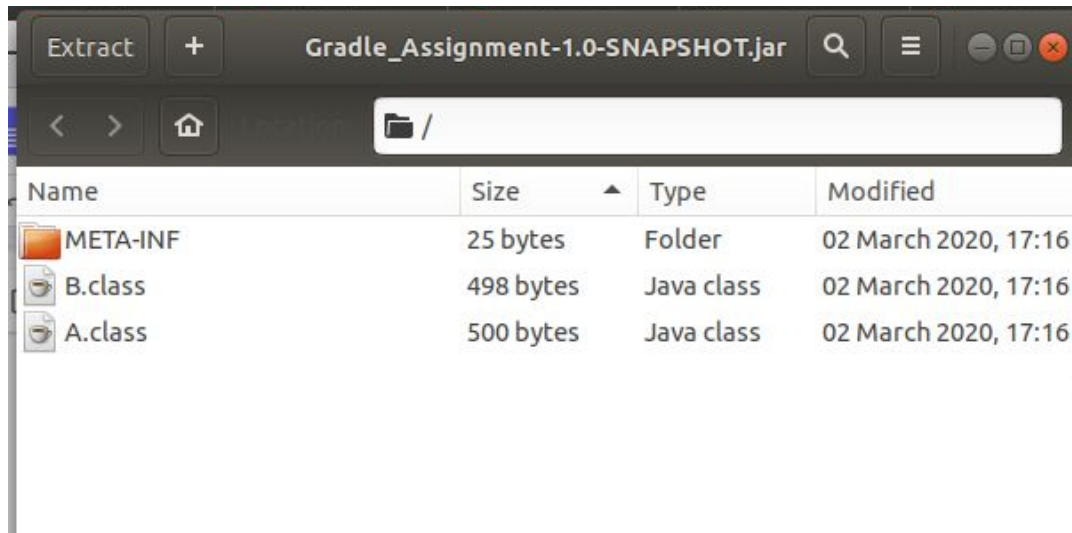 Extract + Gradle_Assignment-1.0-SNAPSHOT.jar
Location: /
Name Size Type Modified
META-INF 25 bytes Folder 02 March 2020, 17:16
B.class 498 bytes Java class 02 March 2020, 17:16
A.class 500 bytes Java class 02 March 2020, 17:16